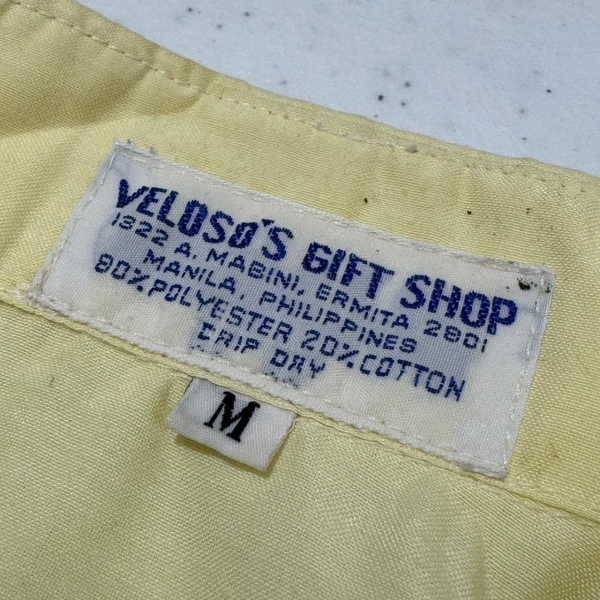 VELOSO'S GIFT SHOP
1322 A. MABINI, ERMITA 2801
MANILA, PHILIPPINES
80% POLYESTER 20% COTTON
DRIP DRY
M